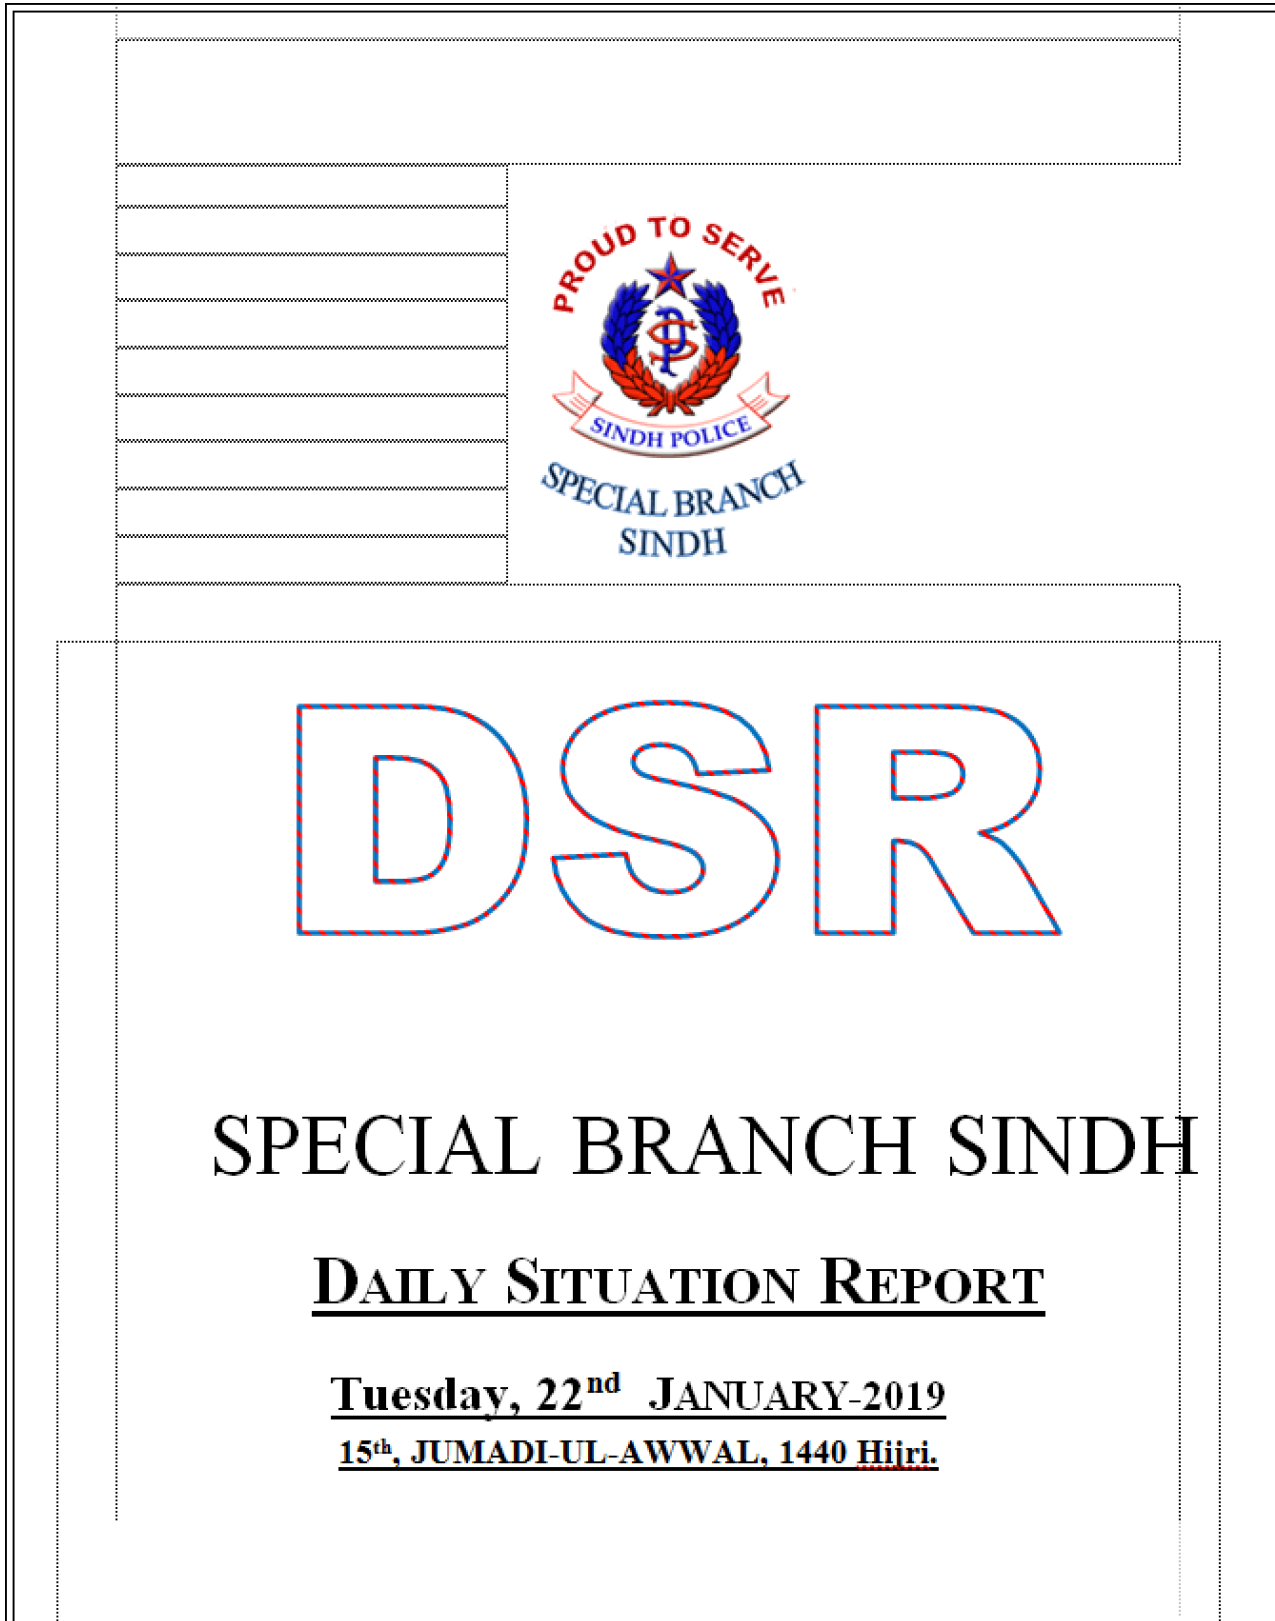 PROUD TO SERVE
SPS
SINDH POLICE
SPECIAL BRANCH
SINDH
DSR
SPECIAL BRANCH SINDH
DAILY SITUATION REPORT
Tuesday, 22nd JANUARY-2019
15th, JUMADI-UL-AWWAL, 1440 Hijri.